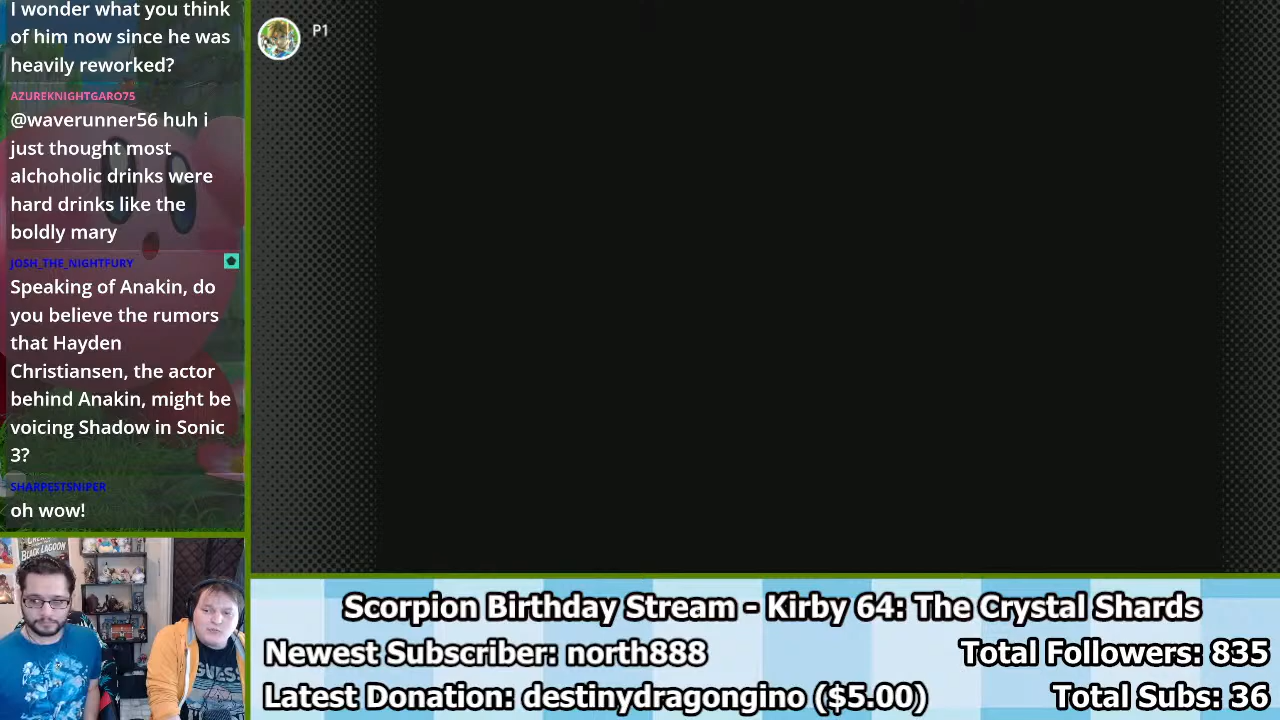 I wonder what you think
of him now since he was
heavily reworked?
AZUREKNIGHTGARO75
@waverunner56 huh i
just thought most
alchoholic drinks were
hard drinks like the
boldly mary
JOSH_THE_NIGHTFURY
Speaking of Anakin, do
you believe the rumors
that Hayden
Christiansen, the actor
behind Anakin, might be
voicing Shadow in Sonic
3?
SHARPESTSNIPER
oh wow!
P1
BLACK LAGOON
GUESS
Scorpion Birthday Stream - Kirby 64: The Crystal Shards
Newest Subscriber: north888
Total Followers: 835
Latest Donation: destinydragongino ($5.00)
Total Subs: 36